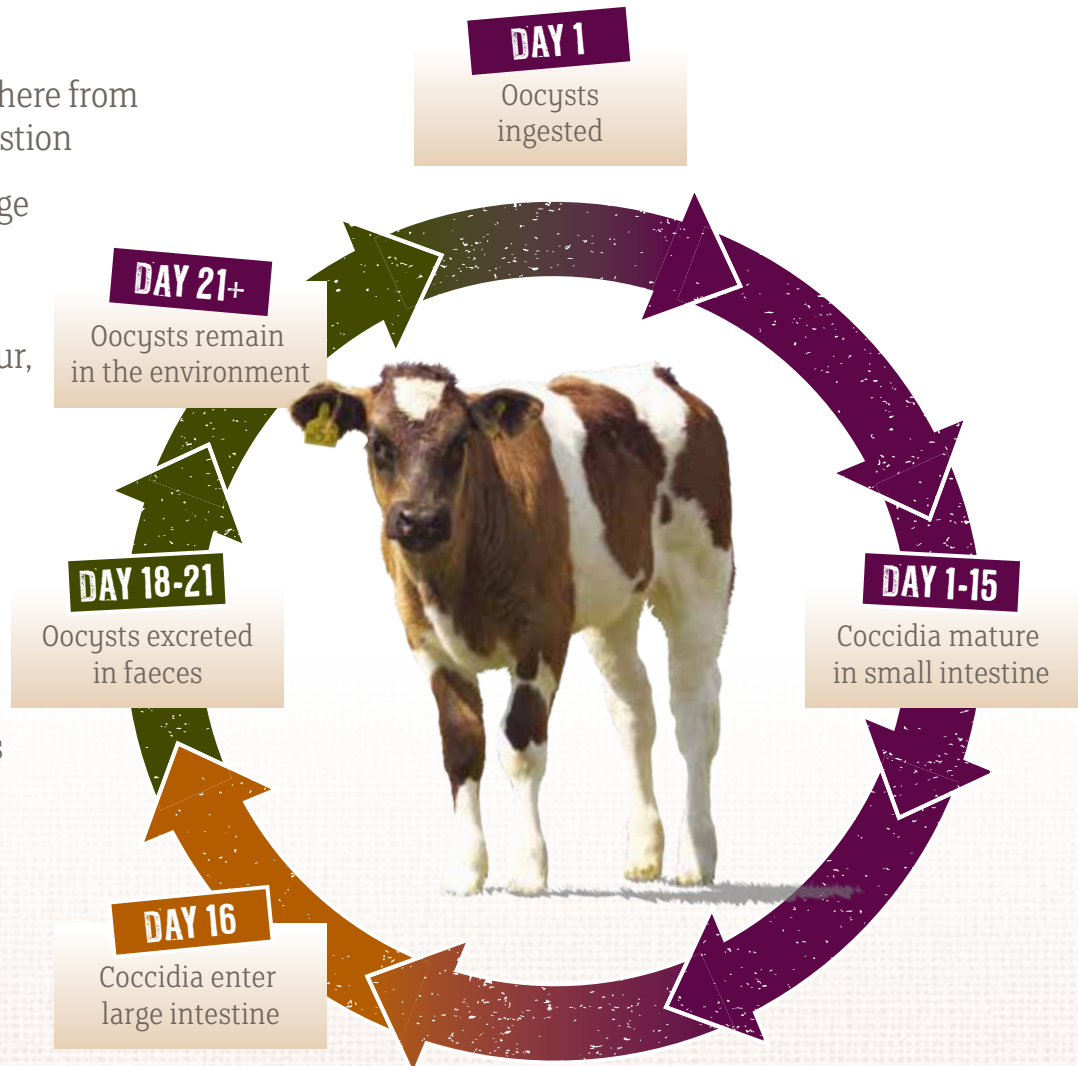 here from
stion
ge
ur,
s
DAY 1
Oocysts
ingested
DAY 1-15
Coccidia mature
in small intestine
DAY 16
Coccidia enter
large intestine
DAY 18-21
Oocysts excreted
in faeces
DAY 21+
Oocysts remain
in the environment